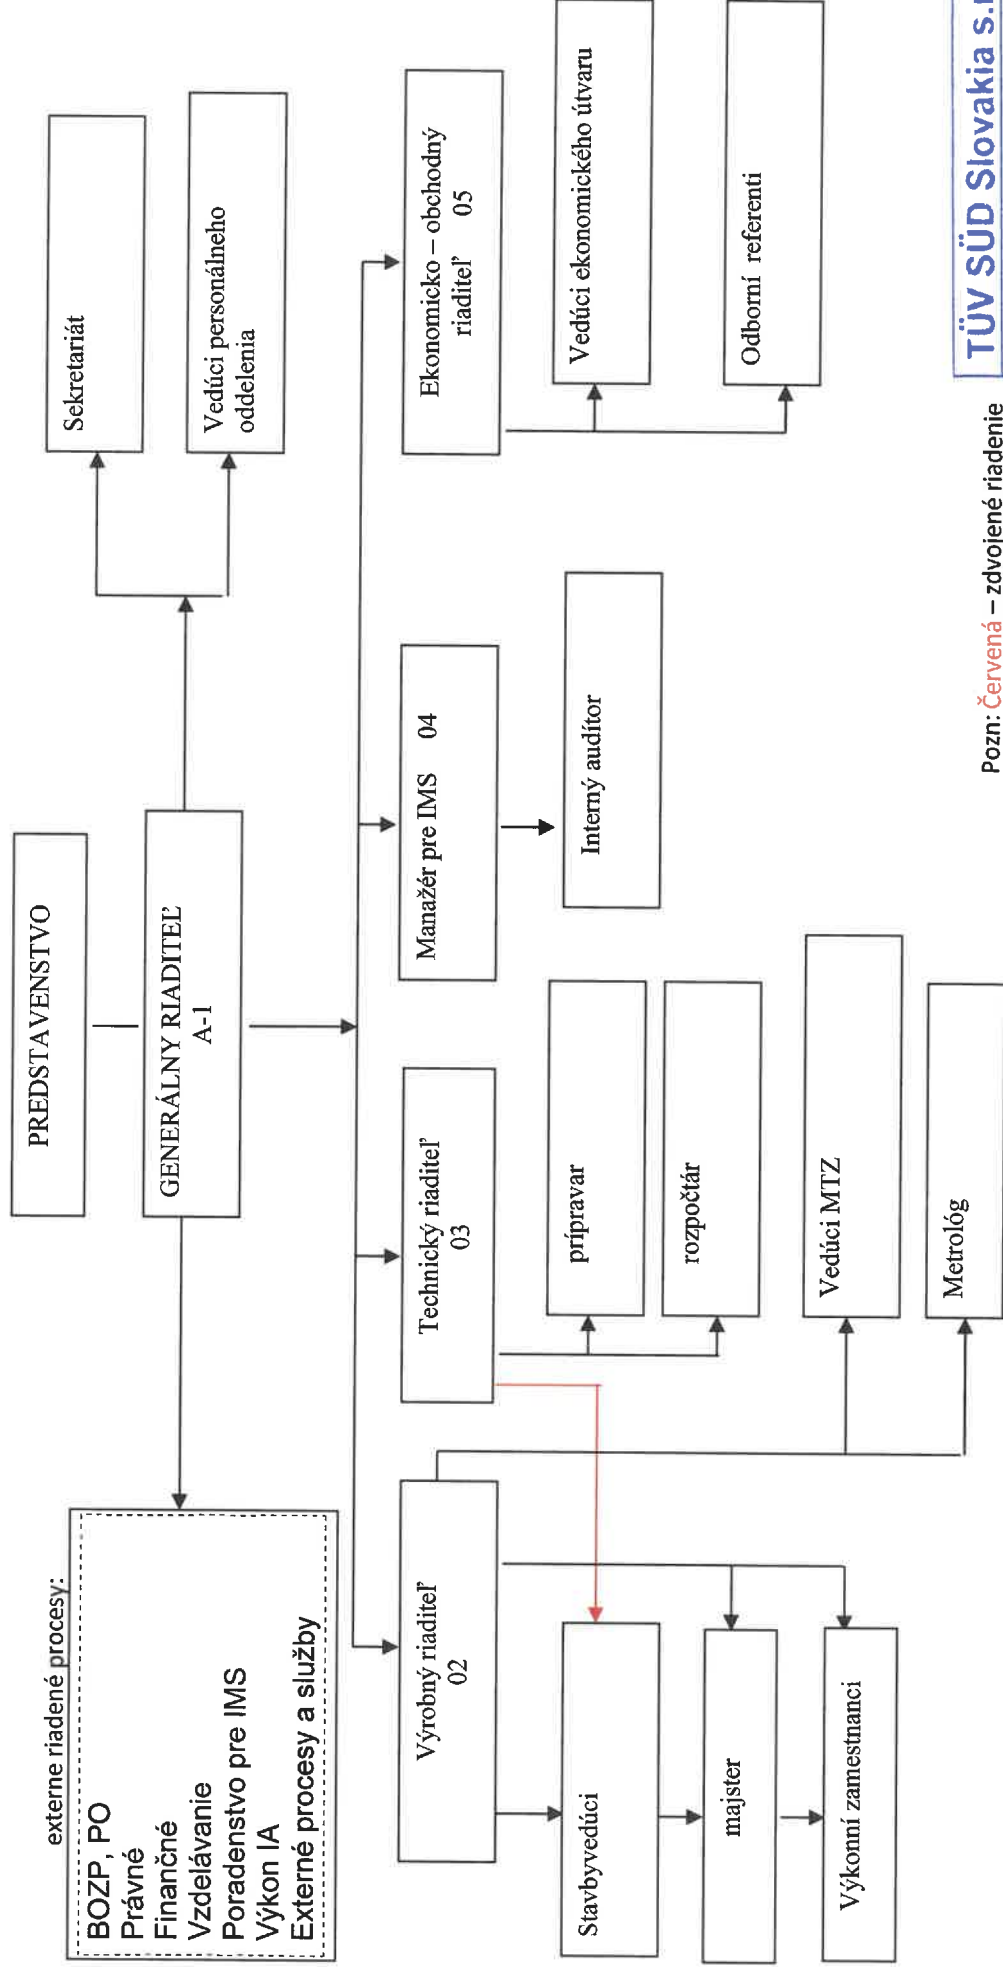 PREDSTAVENSTVO
GENERÁLNY RIADITEĽ
A-1
Sekretariát
Vedúci personálneho
oddelenia
externe riadené procesy:
BOZP, PO
Právné
Finančné
Vzdelávanie
Poradenstvo pre IMS
Výkon IA
Externé procesy a služby
Výrobný riaditeľ
02
Technický riaditeľ
03
Manažér pre IMS 04
Ekonomicko – obchodný
riaditeľ 05
Stavbyvedúci
majster
Výkonní zamestnanci
prípravar
rozpočtár
Vedúci MTZ
Metrológ
Interný audítor
Vedúci ekonomického útvaru
Odborní referenti
Pozn: Červená – zdvojené riadenie
TÜV SÜD Slovakia